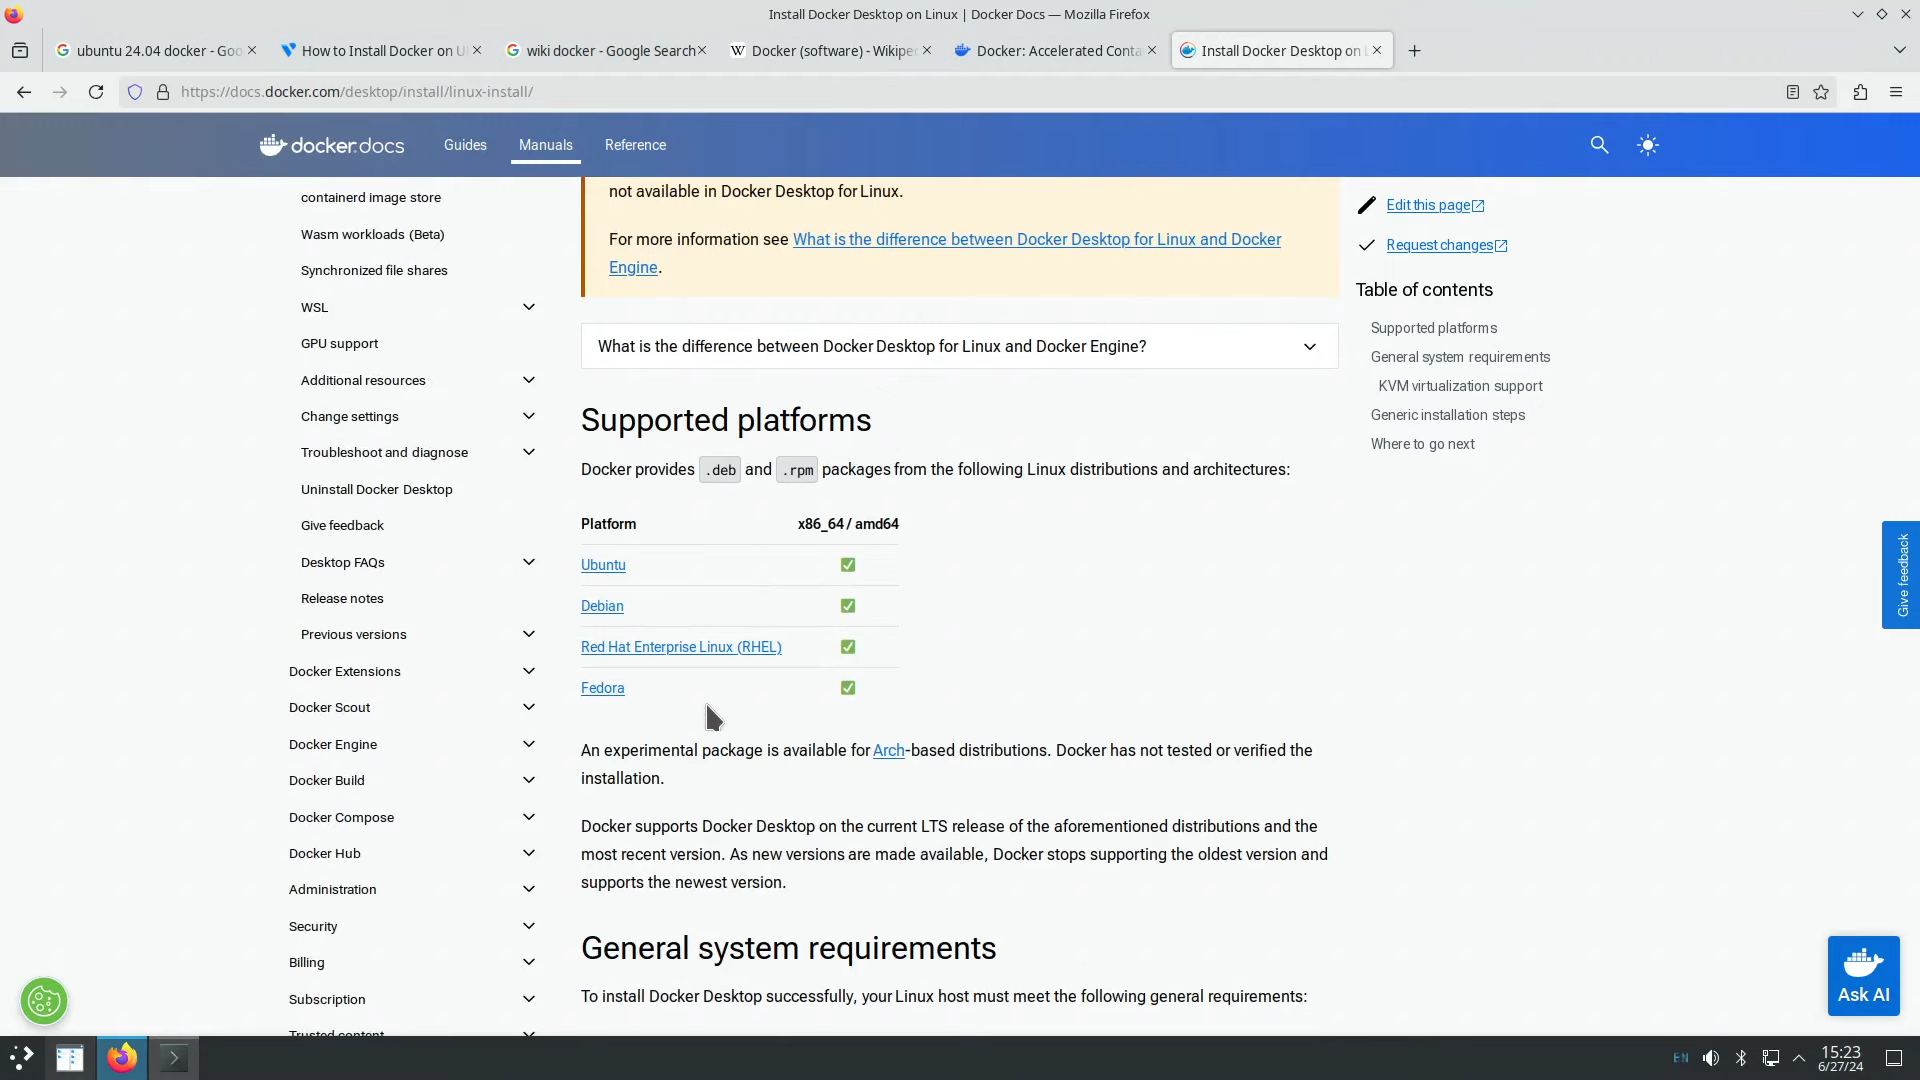 Install Docker Desktop on Linux | Docker Docs — Mozilla Firefox
ubuntu 24.04 docker - Goo
How to Install Docker on U
wiki docker - Google Search
Docker (software) - Wikipe
Docker: Accelerated Conta
Install Docker Desktop on L
https://docs.docker.com/desktop/install/linux-install/
docker.docs
Guides
Manuals
Reference
containerd image store
Wasm workloads (Beta)
Synchronized file shares
WSL
GPU support
Additional resources
Change settings
Troubleshoot and diagnose
Uninstall Docker Desktop
Give feedback
Desktop FAQs
Release notes
Previous versions
Docker Extensions
Docker Scout
Docker Engine
Docker Build
Docker Compose
Docker Hub
Administration
Security
Billing
Subscription
Trusted content
not available in Docker Desktop for Linux.
For more information see What is the difference between Docker Desktop for Linux and Docker
Engine.
What is the difference between Docker Desktop for Linux and Docker Engine?
Supported platforms
Docker provides .deb and .rpm packages from the following Linux distributions and architectures:
Platform x86_64 / amd64
Ubuntu ✅
Debian ✅
Red Hat Enterprise Linux (RHEL) ✅
Fedora ✅
An experimental package is available for Arch-based distributions. Docker has not tested or verified the
installation.
Docker supports Docker Desktop on the current LTS release of the aforementioned distributions and the
most recent version. As new versions are made available, Docker stops supporting the oldest version and
supports the newest version.
General system requirements
To install Docker Desktop successfully, your Linux host must meet the following general requirements:
Edit this page
Request changes
Table of contents
Supported platforms
General system requirements
KVM virtualization support
Generic installation steps
Where to go next
Give feedback
Ask AI
EN
15:23
6/27/24